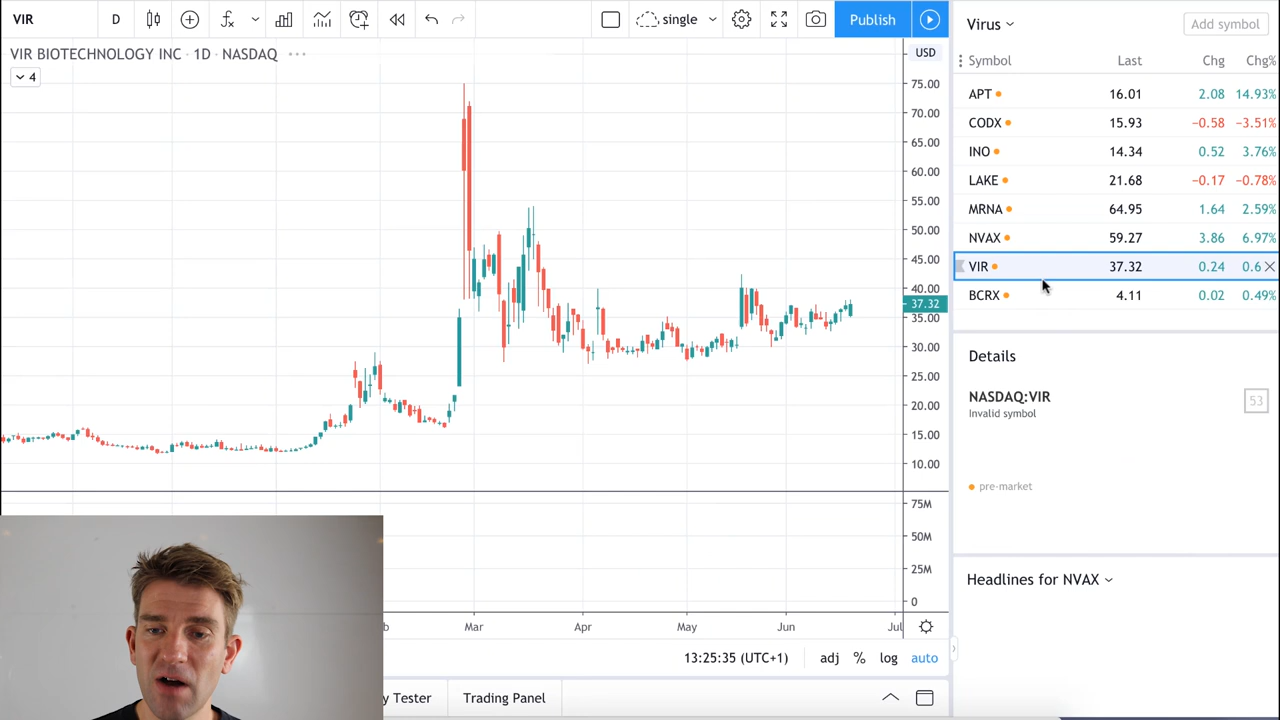 VIR D single Publish
VIR BIOTECHNOLOGY INC · 1D · NASDAQ
4
USD
75.00
70.00
65.00
60.00
55.00
50.00
45.00
40.00
37.32
35.00
30.00
25.00
20.00
15.00
10.00
75M
50M
25M
0
b Mar Apr May Jun Jul
13:25:35 (UTC+1) adj % log auto
y Tester Trading Panel
Virus Add symbol
Symbol Last Chg Chg%
APT 16.01 2.08 14.93%
CODX 15.93 −0.58 −3.51%
INO 14.34 0.52 3.76%
LAKE 21.68 −0.17 −0.78%
MRNA 64.95 1.64 2.59%
NVAX 59.27 3.86 6.97%
VIR 37.32 0.24 0.6
BCRX 4.11 0.02 0.49%
Details
NASDAQ:VIR 53
Invalid symbol
pre-market
Headlines for NVAX